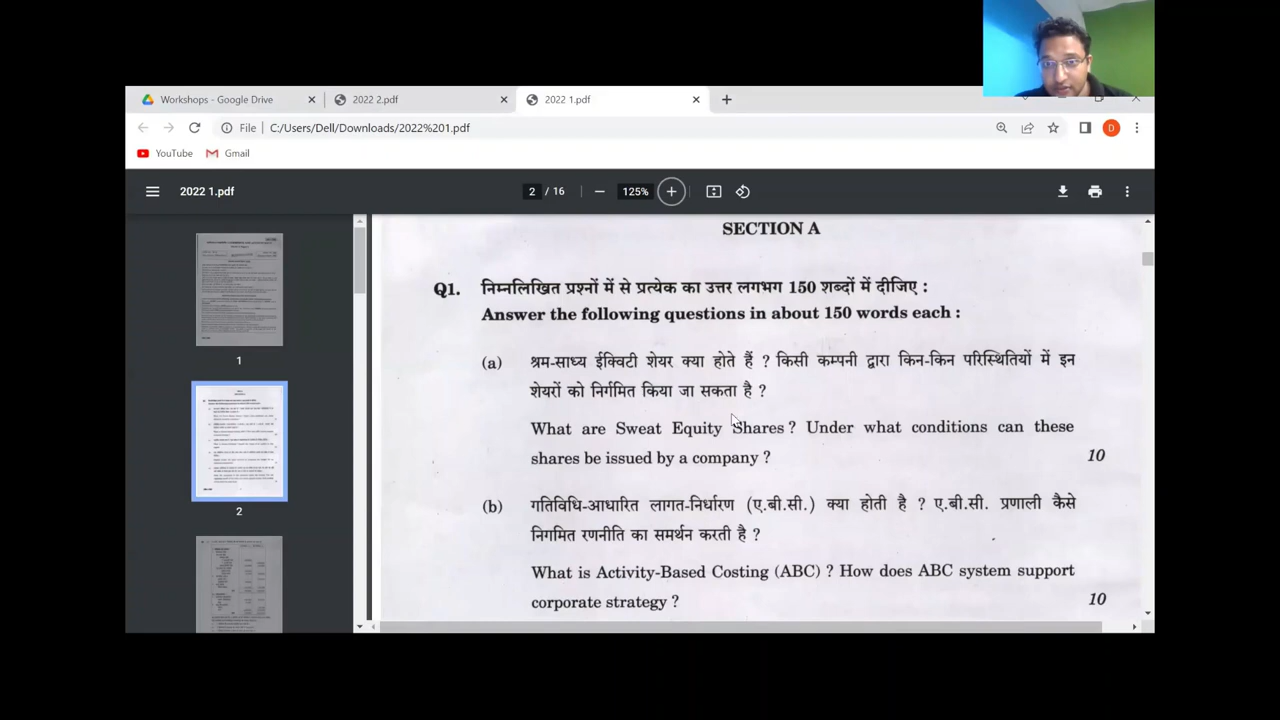 Workshops - Google Drive
2022 2.pdf
2022 1.pdf
File C:/Users/Dell/Downloads/2022%201.pdf
D
YouTube
Gmail
2022 1.pdf
2 / 16
125%
1
2
SECTION A
Q1. निम्नलिखित प्रश्नों में से प्रत्येक का उत्तर लगभग 150 शब्दों में दीजिए :
Answer the following questions in about 150 words each :
(a) श्रम-साध्य ईक्विटी शेयर क्या होते हैं ? किसी कम्पनी द्वारा किन-किन परिस्थितियों में इन
शेयरों को निर्गमित किया जा सकता है ?
What are Sweat Equity Shares ? Under what conditions can these
shares be issued by a company ? 10
(b) गतिविधि-आधारित लागत-निर्धारण (ए.बी.सी.) क्या होती है ? ए.बी.सी. प्रणाली कैसे
निगमित रणनीति का समर्थन करती है ?
What is Activity-Based Costing (ABC) ? How does ABC system support
corporate strategy ? 10